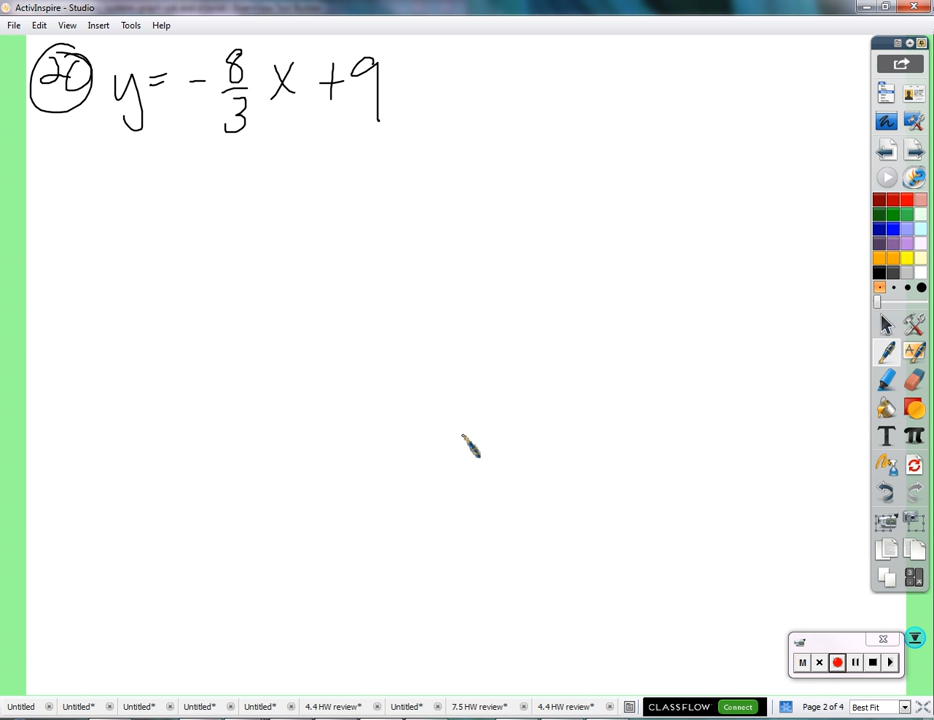 ActivInspire - Studio
File Edit View Insert Tools Help
20 y = - 8/3 x + 9
M
Untitled Untitled* Untitled* Untitled* Untitled* 4.4 HW review* Untitled* 7.5 HW review* 4.4 HW review* CLASSFLOW Connect Page 2 of 4 Best Fit